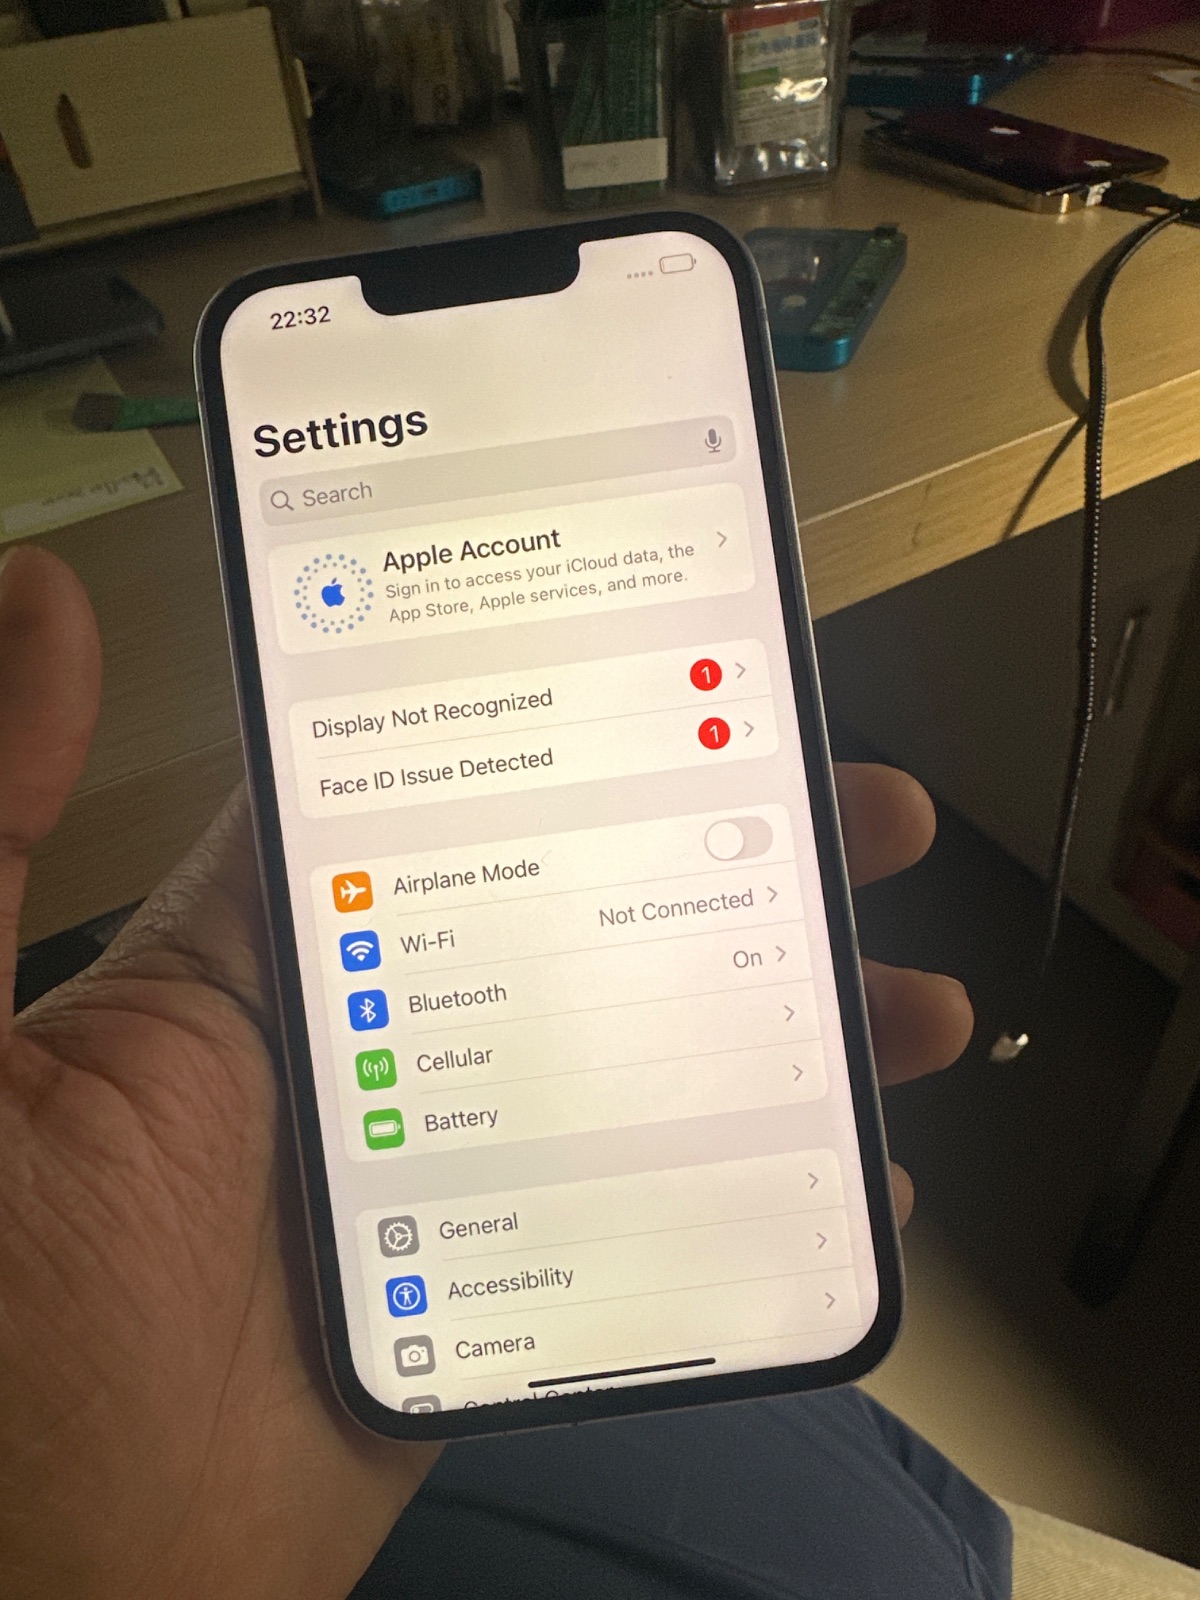 22:32
Settings
Search
Apple Account
Sign in to access your iCloud data, the
App Store, Apple services, and more.
Display Not Recognized 1
Face ID Issue Detected 1
Airplane Mode
Wi-Fi Not Connected
Bluetooth On
Cellular
Battery
General
Accessibility
Camera
Control Center